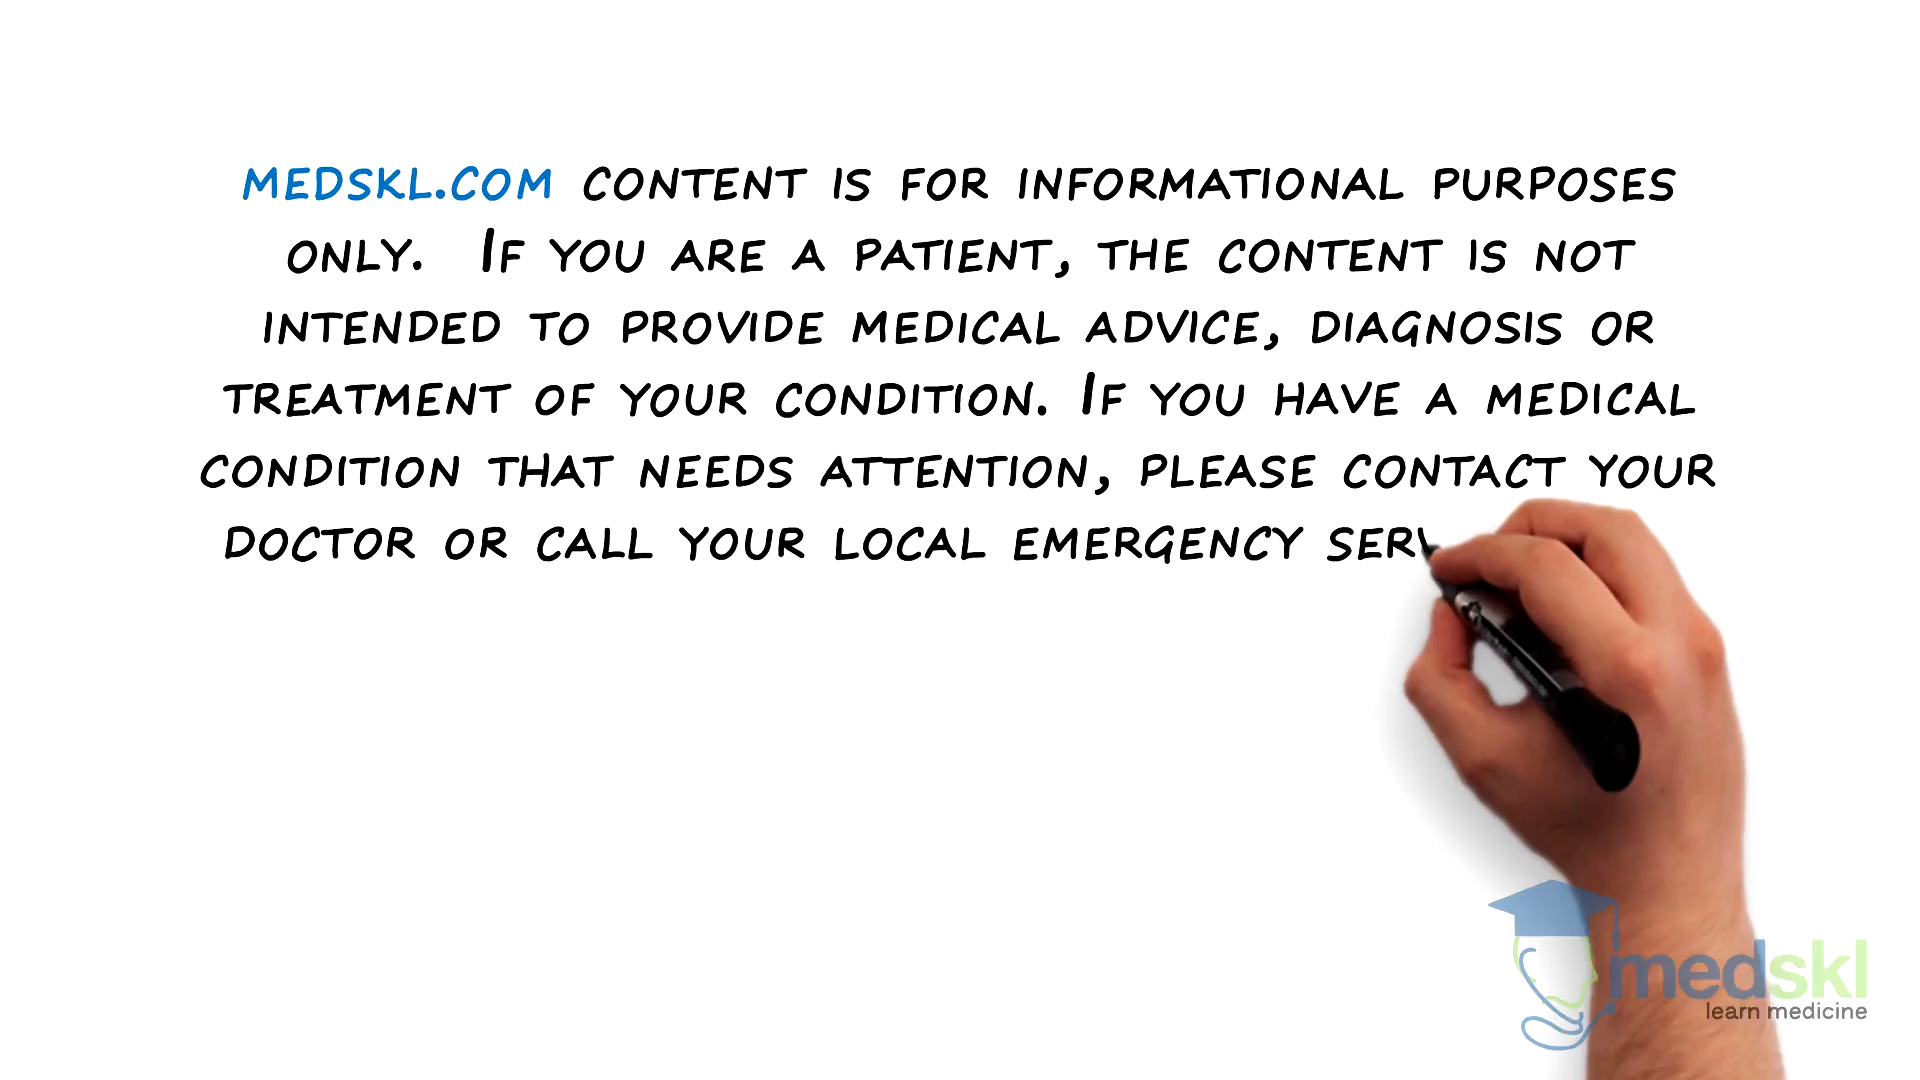 MEDSKL.COM CONTENT IS FOR INFORMATIONAL PURPOSES
ONLY. IF YOU ARE A PATIENT, THE CONTENT IS NOT
INTENDED TO PROVIDE MEDICAL ADVICE, DIAGNOSIS OR
TREATMENT OF YOUR CONDITION. IF YOU HAVE A MEDICAL
CONDITION THAT NEEDS ATTENTION, PLEASE CONTACT YOUR
DOCTOR OR CALL YOUR LOCAL EMERGENCY SERV
medskl
learn medicine